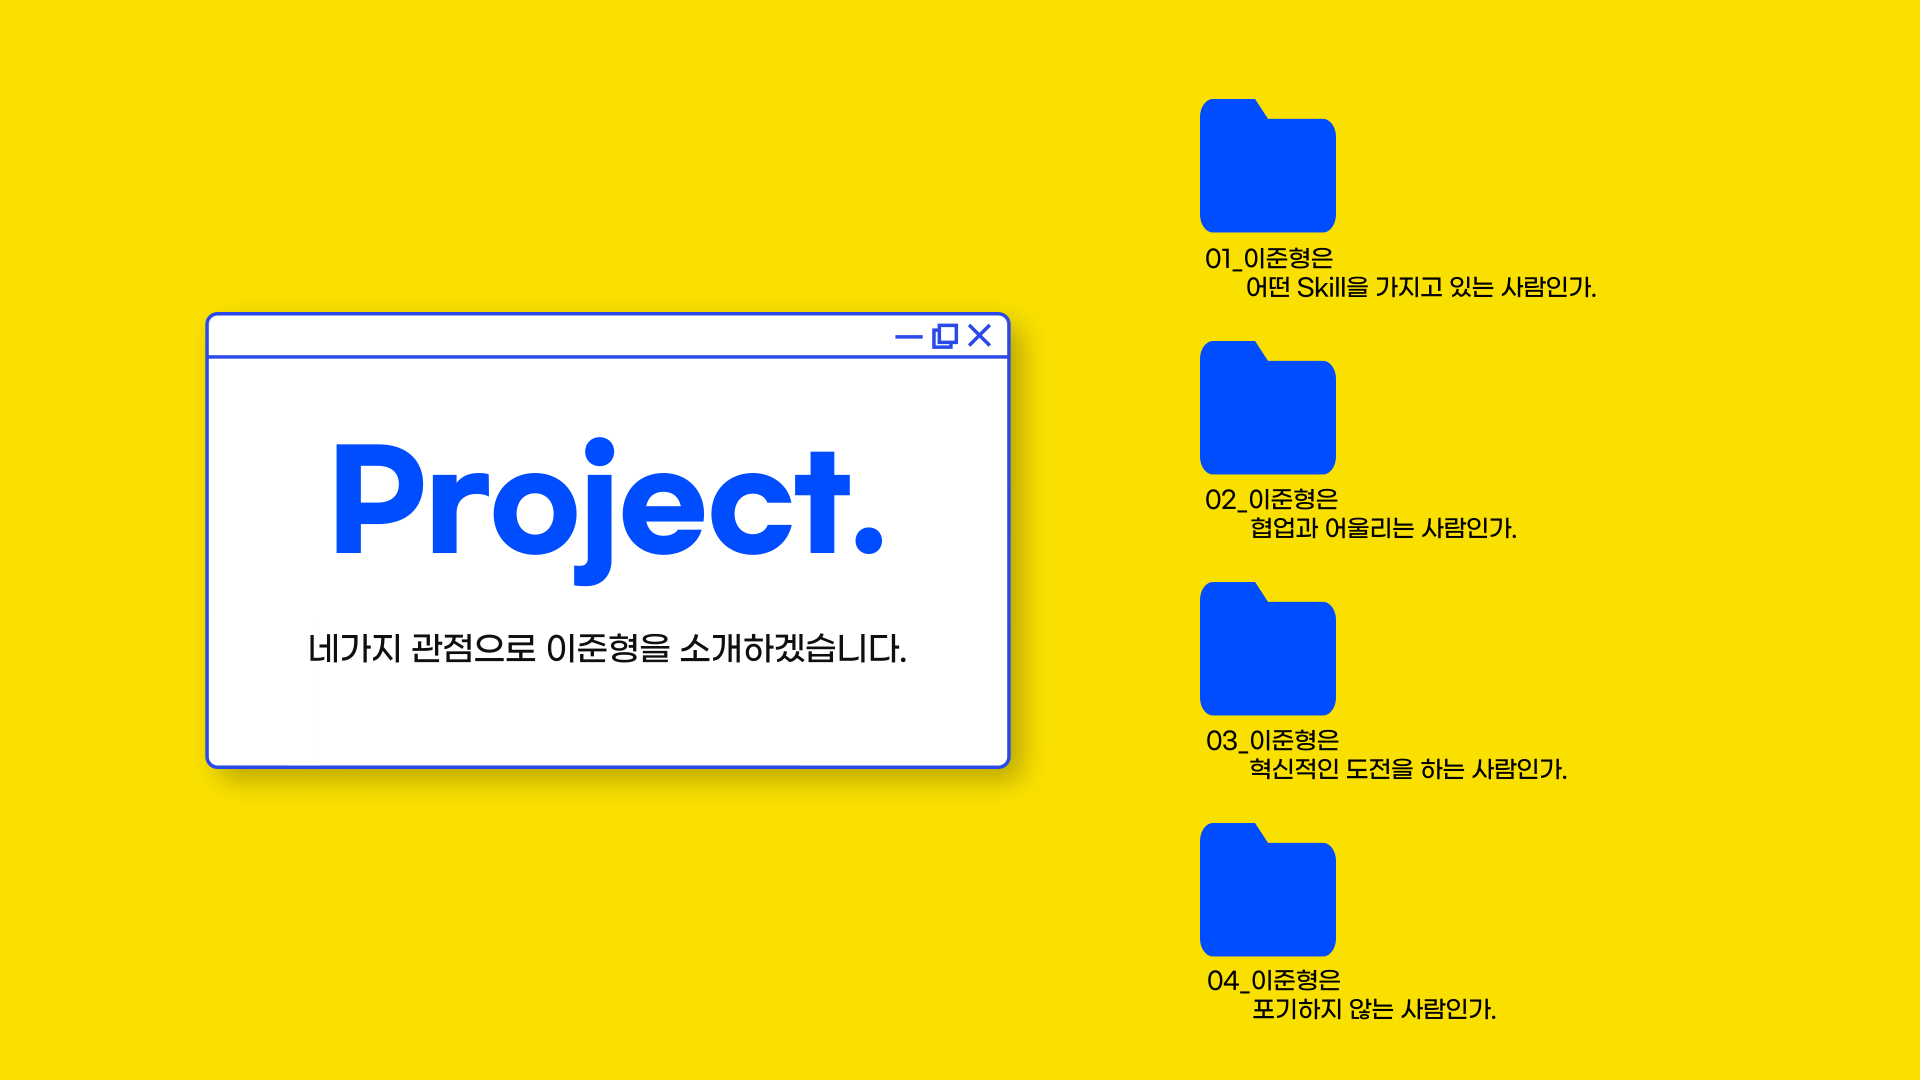 Project.
네가지 관점으로 이준형을 소개하겠습니다.
01_이준형은
어떤 Skill을 가지고 있는 사람인가.
02_이준형은
협업과 어울리는 사람인가.
03_이준형은
혁신적인 도전을 하는 사람인가.
04_이준형은
포기하지 않는 사람인가.